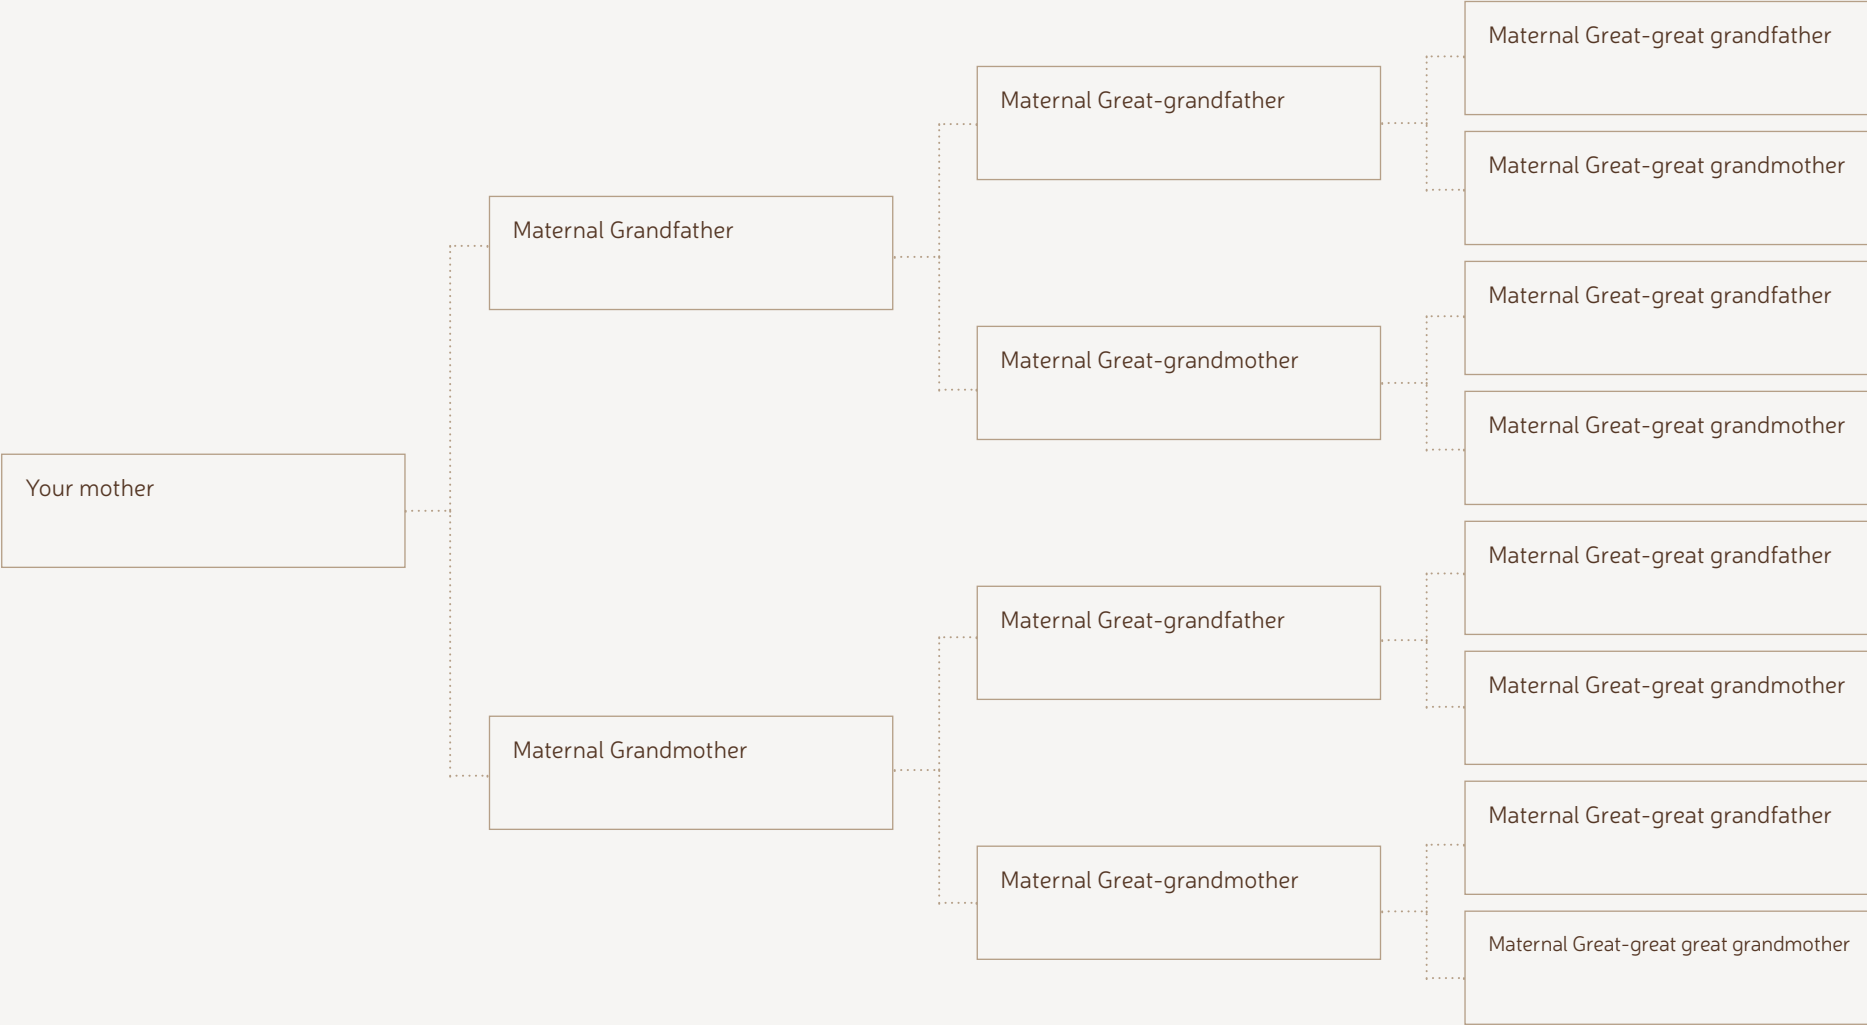 Your mother
Maternal Grandfather
Maternal Grandmother
Maternal Great-grandfather
Maternal Great-grandmother
Maternal Great-grandfather
Maternal Great-grandmother
Maternal Great-great grandfather
Maternal Great-great grandmother
Maternal Great-great grandfather
Maternal Great-great grandmother
Maternal Great-great grandfather
Maternal Great-great grandmother
Maternal Great-great grandfather
Maternal Great-great great grandmother